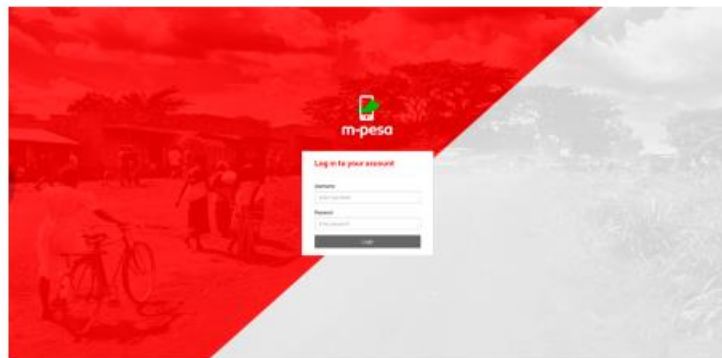 m-pesa
Log in to your account
Username
Password
Login